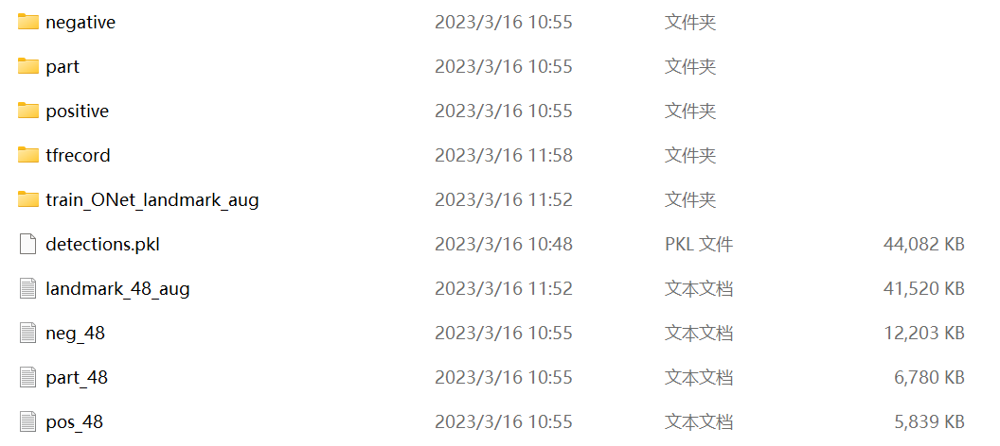 negative 2023/3/16 10:55 文件夹
part 2023/3/16 10:55 文件夹
positive 2023/3/16 10:55 文件夹
tfrecord 2023/3/16 11:58 文件夹
train_ONet_landmark_aug 2023/3/16 11:52 文件夹
detections.pkl 2023/3/16 10:48 PKL 文件 44,082 KB
landmark_48_aug 2023/3/16 11:52 文本文档 41,520 KB
neg_48 2023/3/16 10:55 文本文档 12,203 KB
part_48 2023/3/16 10:55 文本文档 6,780 KB
pos_48 2023/3/16 10:55 文本文档 5,839 KB